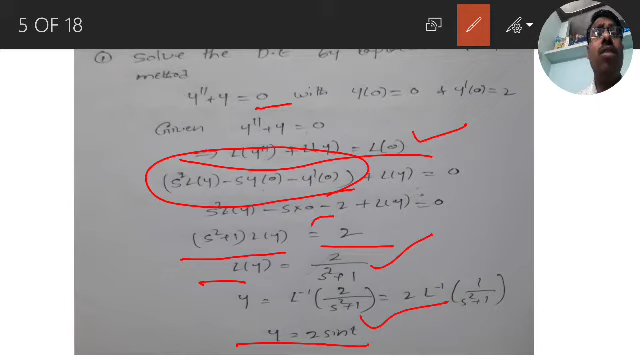 5 OF 18
① Solve the D.E by
method
y'' + y = 0 with y(0) = 0 & y'(0) = 2
Given y'' + y = 0
⇒ L(y'') + L(y) = L(0)
(s²L(y) - sy(0) - y'(0)) + L(y) = 0
s²L(y) - s×0 - 2 + L(y) = 0
(s²+1) L(y) = 2
L(y) = 2/(s²+1)
y = L⁻¹(2/(s²+1)) = 2 L⁻¹(1/(s²+1))
y = 2 sint